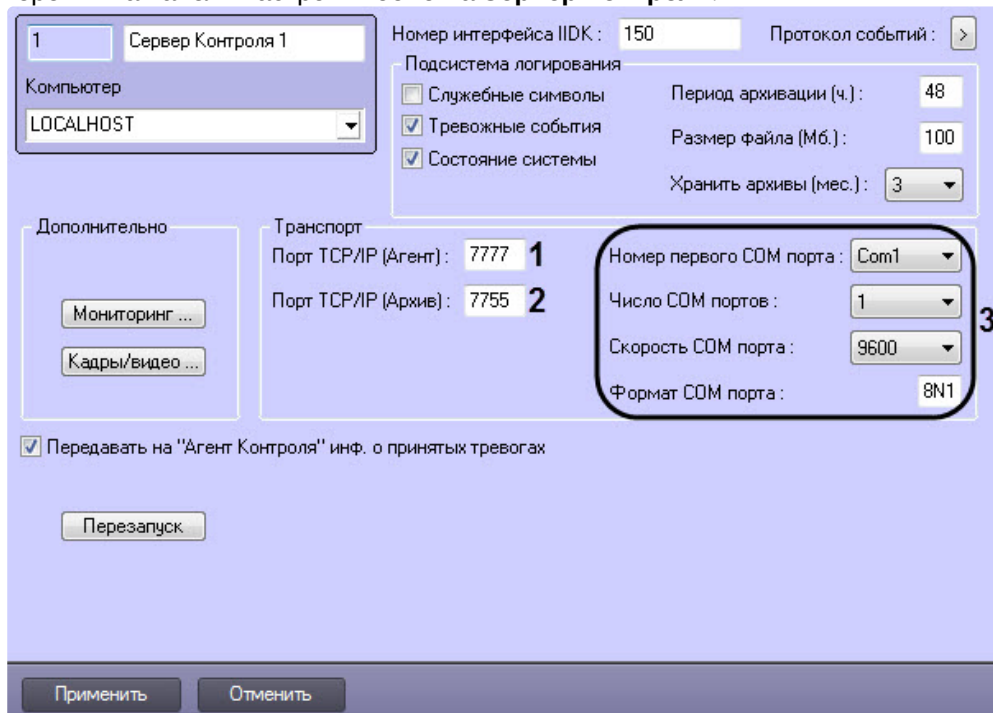 1
Сервер Контроля 1
Компьютер
LOCALHOST
Номер интерфейса IIDK : 150
Протокол событий : >
Подсистема логирования
Служебные символы
Тревожные события
Состояние системы
Период архивации (ч.) : 48
Размер файла (Мб.) : 100
Хранить архивы (мес.) : 3
Дополнительно
Мониторинг ...
Кадры/видео ...
Транспорт
Порт TCP/IP (Агент) : 7777 1
Порт TCP/IP (Архив) : 7755 2
Номер первого COM порта : Com1
Число COM портов : 1
Скорость COM порта : 9600
Формат COM порта : 8N1
3
Передавать на "Агент Контроля" инф. о принятых тревогах
Перезапуск
Применить
Отменить